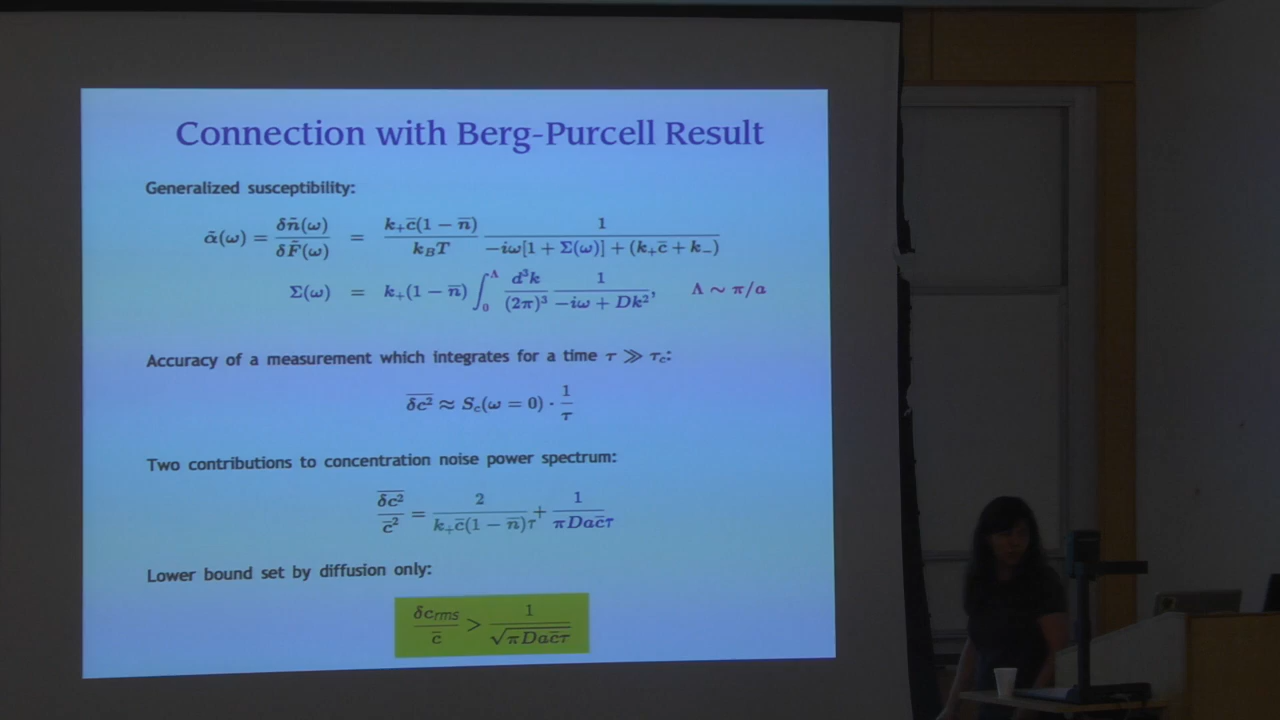 Connection with Berg-Purcell Result
Generalized susceptibility:
α̃(ω) = δñ(ω)/δF̃(ω) = k₊c̄(1 − n̄)/k_BT · 1/(−iω[1 + Σ(ω)] + (k₊c̄ + k₋))
Σ(ω) = k₊(1 − n̄) ∫₀^Λ d³k/(2π)³ 1/(−iω + Dk²), Λ ∼ π/a
Accuracy of a measurement which integrates for a time τ ≫ τ_c:
δc² ≈ S_c(ω = 0) · 1/τ
Two contributions to concentration noise power spectrum:
δc²/c̄² = 2/(k₊c̄(1 − n̄)τ) + 1/(πDac̄τ)
Lower bound set by diffusion only:
δc_rms/c̄ > 1/√(πDac̄τ)